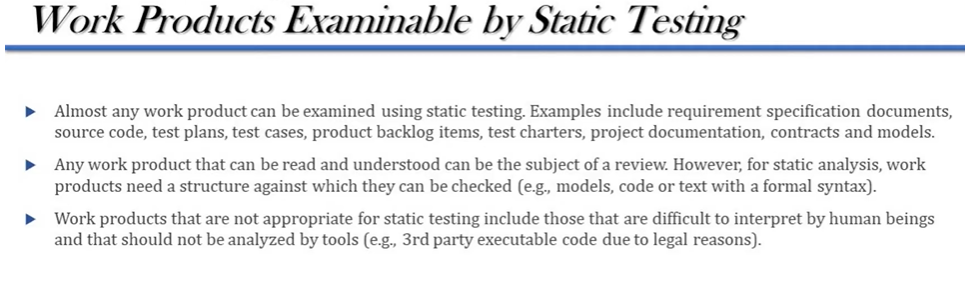 Work Products Examinable by Static Testing
Almost any work product can be examined using static testing. Examples include requirement specification documents,
source code, test plans, test cases, product backlog items, test charters, project documentation, contracts and models.
Any work product that can be read and understood can be the subject of a review. However, for static analysis, work
products need a structure against which they can be checked (e.g., models, code or text with a formal syntax).
Work products that are not appropriate for static testing include those that are difficult to interpret by human beings
and that should not be analyzed by tools (e.g., 3rd party executable code due to legal reasons).